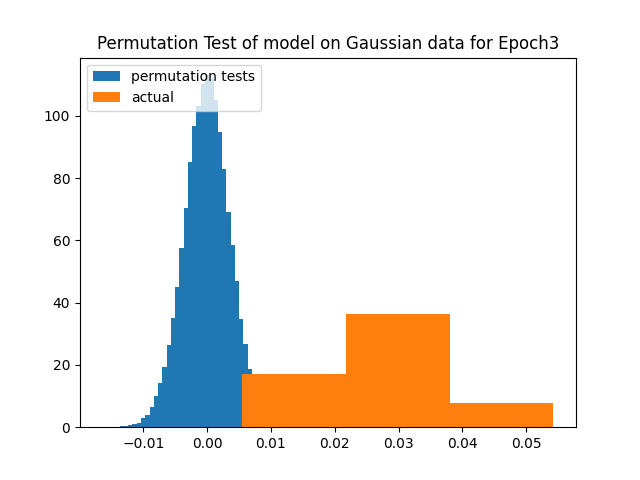 Permutation Test of model on Gaussian data for Epoch3
permutation tests
actual
100
80
60
40
20
0
−0.01 0.00 0.01 0.02 0.03 0.04 0.05